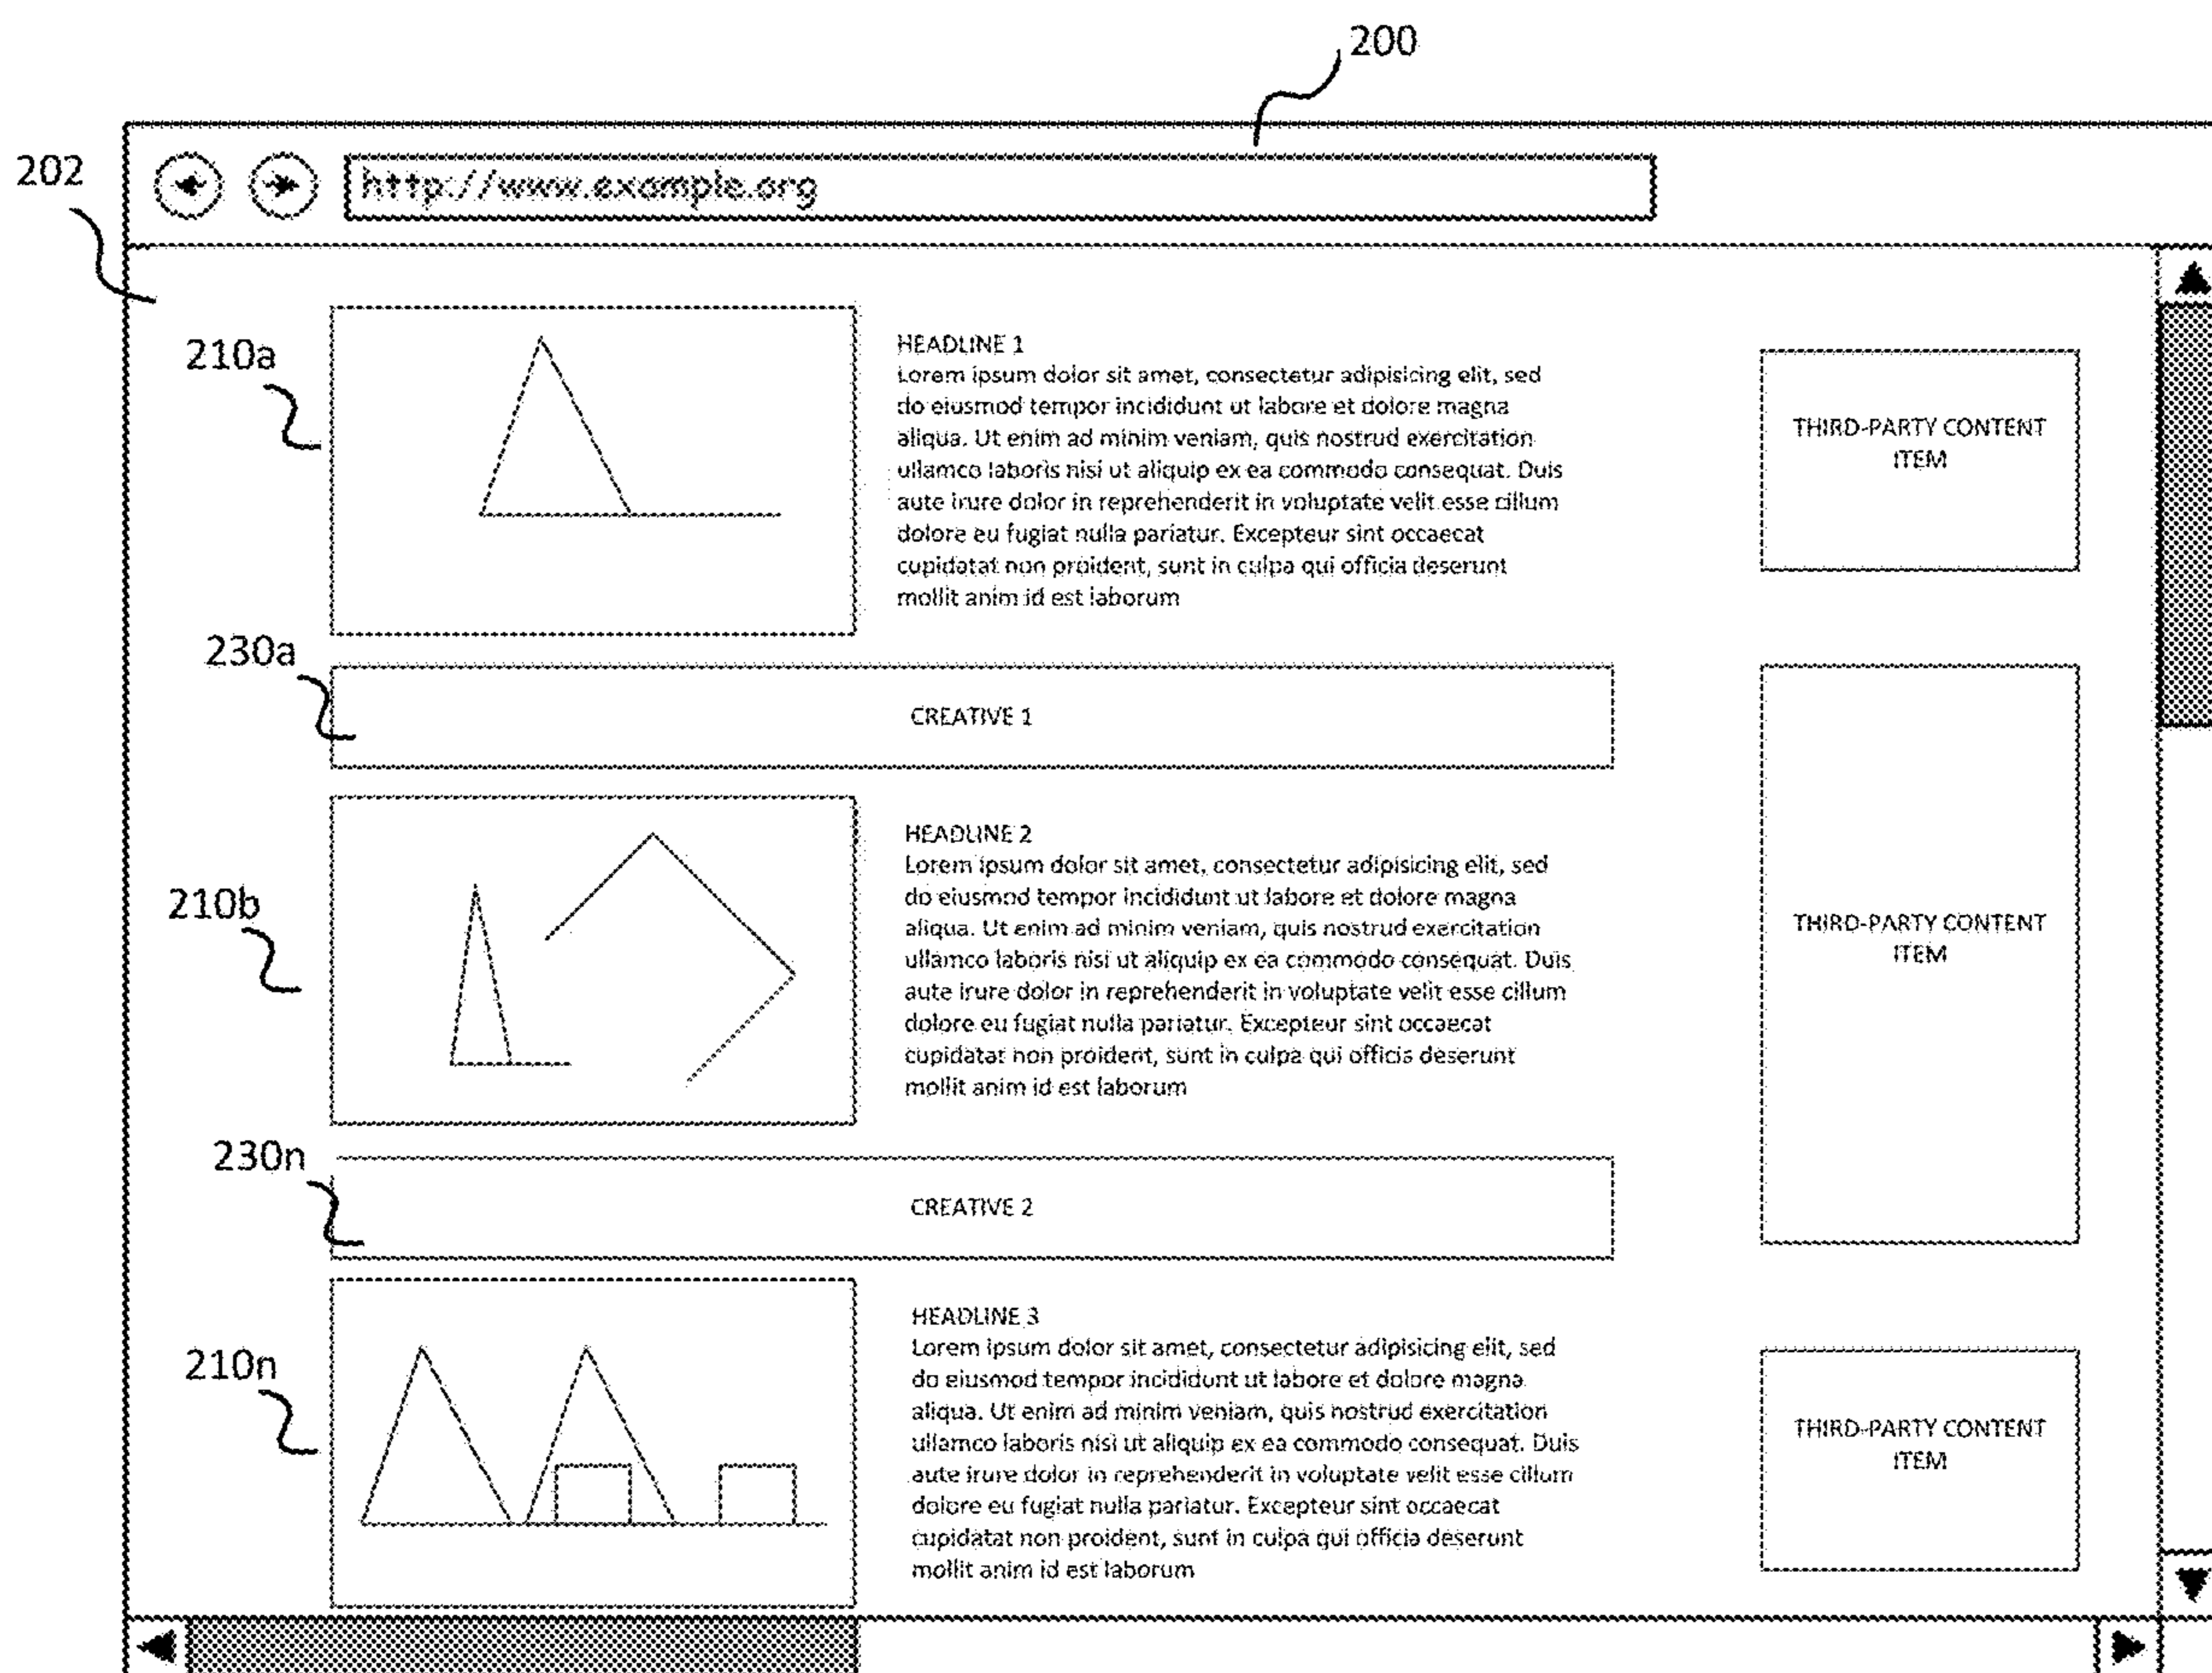 200
202
http://www.example.org
210a
HEADLINE 1
Lorem ipsum dolor sit amet, consectetur adipisicing elit, sed
do eiusmod tempor incididunt ut labore et dolore magna
aliqua. Ut enim ad minim veniam, quis nostrud exercitation
ullamco laboris nisi ut aliquip ex ea commodo consequat. Duis
aute irure dolor in reprehenderit in voluptate velit esse cillum
dolore eu fugiat nulla pariatur. Excepteur sint occaecat
cupidatat non proident, sunt in culpa qui officia deserunt
mollit anim id est laborum
THIRD-PARTY CONTENT
ITEM
230a
CREATIVE 1
210b
HEADLINE 2
Lorem ipsum dolor sit amet, consectetur adipisicing elit, sed
do eiusmod tempor incididunt ut labore et dolore magna
aliqua. Ut enim ad minim veniam, quis nostrud exercitation
ullamco laboris nisi ut aliquip ex ea commodo consequat. Duis
aute irure dolor in reprehenderit in voluptate velit esse cillum
dolore eu fugiat nulla pariatur. Excepteur sint occaecat
cupidatat non proident, sunt in culpa qui officia deserunt
mollit anim id est laborum
THIRD-PARTY CONTENT
ITEM
230n
CREATIVE 2
210n
HEADLINE 3
Lorem ipsum dolor sit amet, consectetur adipisicing elit, sed
do eiusmod tempor incididunt ut labore et dolore magna
aliqua. Ut enim ad minim veniam, quis nostrud exercitation
ullamco laboris nisi ut aliquip ex ea commodo consequat. Duis
aute irure dolor in reprehenderit in voluptate velit esse cillum
dolore eu fugiat nulla pariatur. Excepteur sint occaecat
cupidatat non proident, sunt in culpa qui officia deserunt
mollit anim id est laborum
THIRD-PARTY CONTENT
ITEM